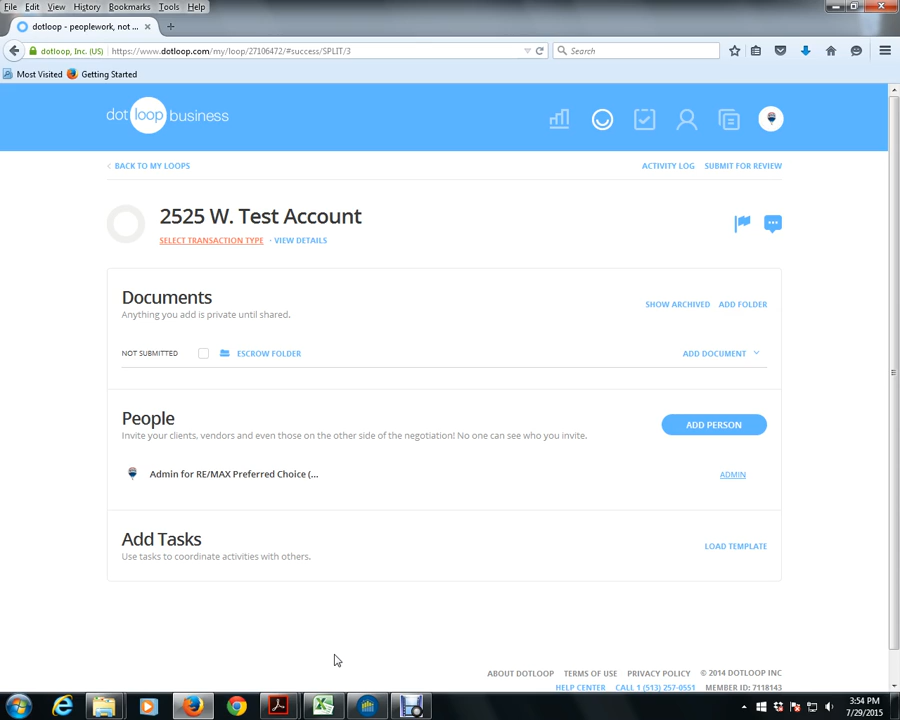 File Edit View History Bookmarks Tools Help
dotloop - peoplework, not ... × +
dotloop, Inc. (US) https://www.dotloop.com/my/loop/27106472/#success/SPLIT/3 Search
Most Visited Getting Started
dot loop business
BACK TO MY LOOPS ACTIVITY LOG SUBMIT FOR REVIEW
2525 W. Test Account
SELECT TRANSACTION TYPE - VIEW DETAILS
Documents
Anything you add is private until shared.
SHOW ARCHIVED ADD FOLDER
NOT SUBMITTED ESCROW FOLDER ADD DOCUMENT
People
Invite your clients, vendors and even those on the other side of the negotiation! No one can see who you invite.
ADD PERSON
Admin for RE/MAX Preferred Choice (... ADMIN
Add Tasks
Use tasks to coordinate activities with others.
LOAD TEMPLATE
ABOUT DOTLOOP TERMS OF USE PRIVACY POLICY © 2014 DOTLOOP INC
HELP CENTER CALL 1 (513) 257-0551 MEMBER ID: 7118143
3:54 PM
7/29/2015